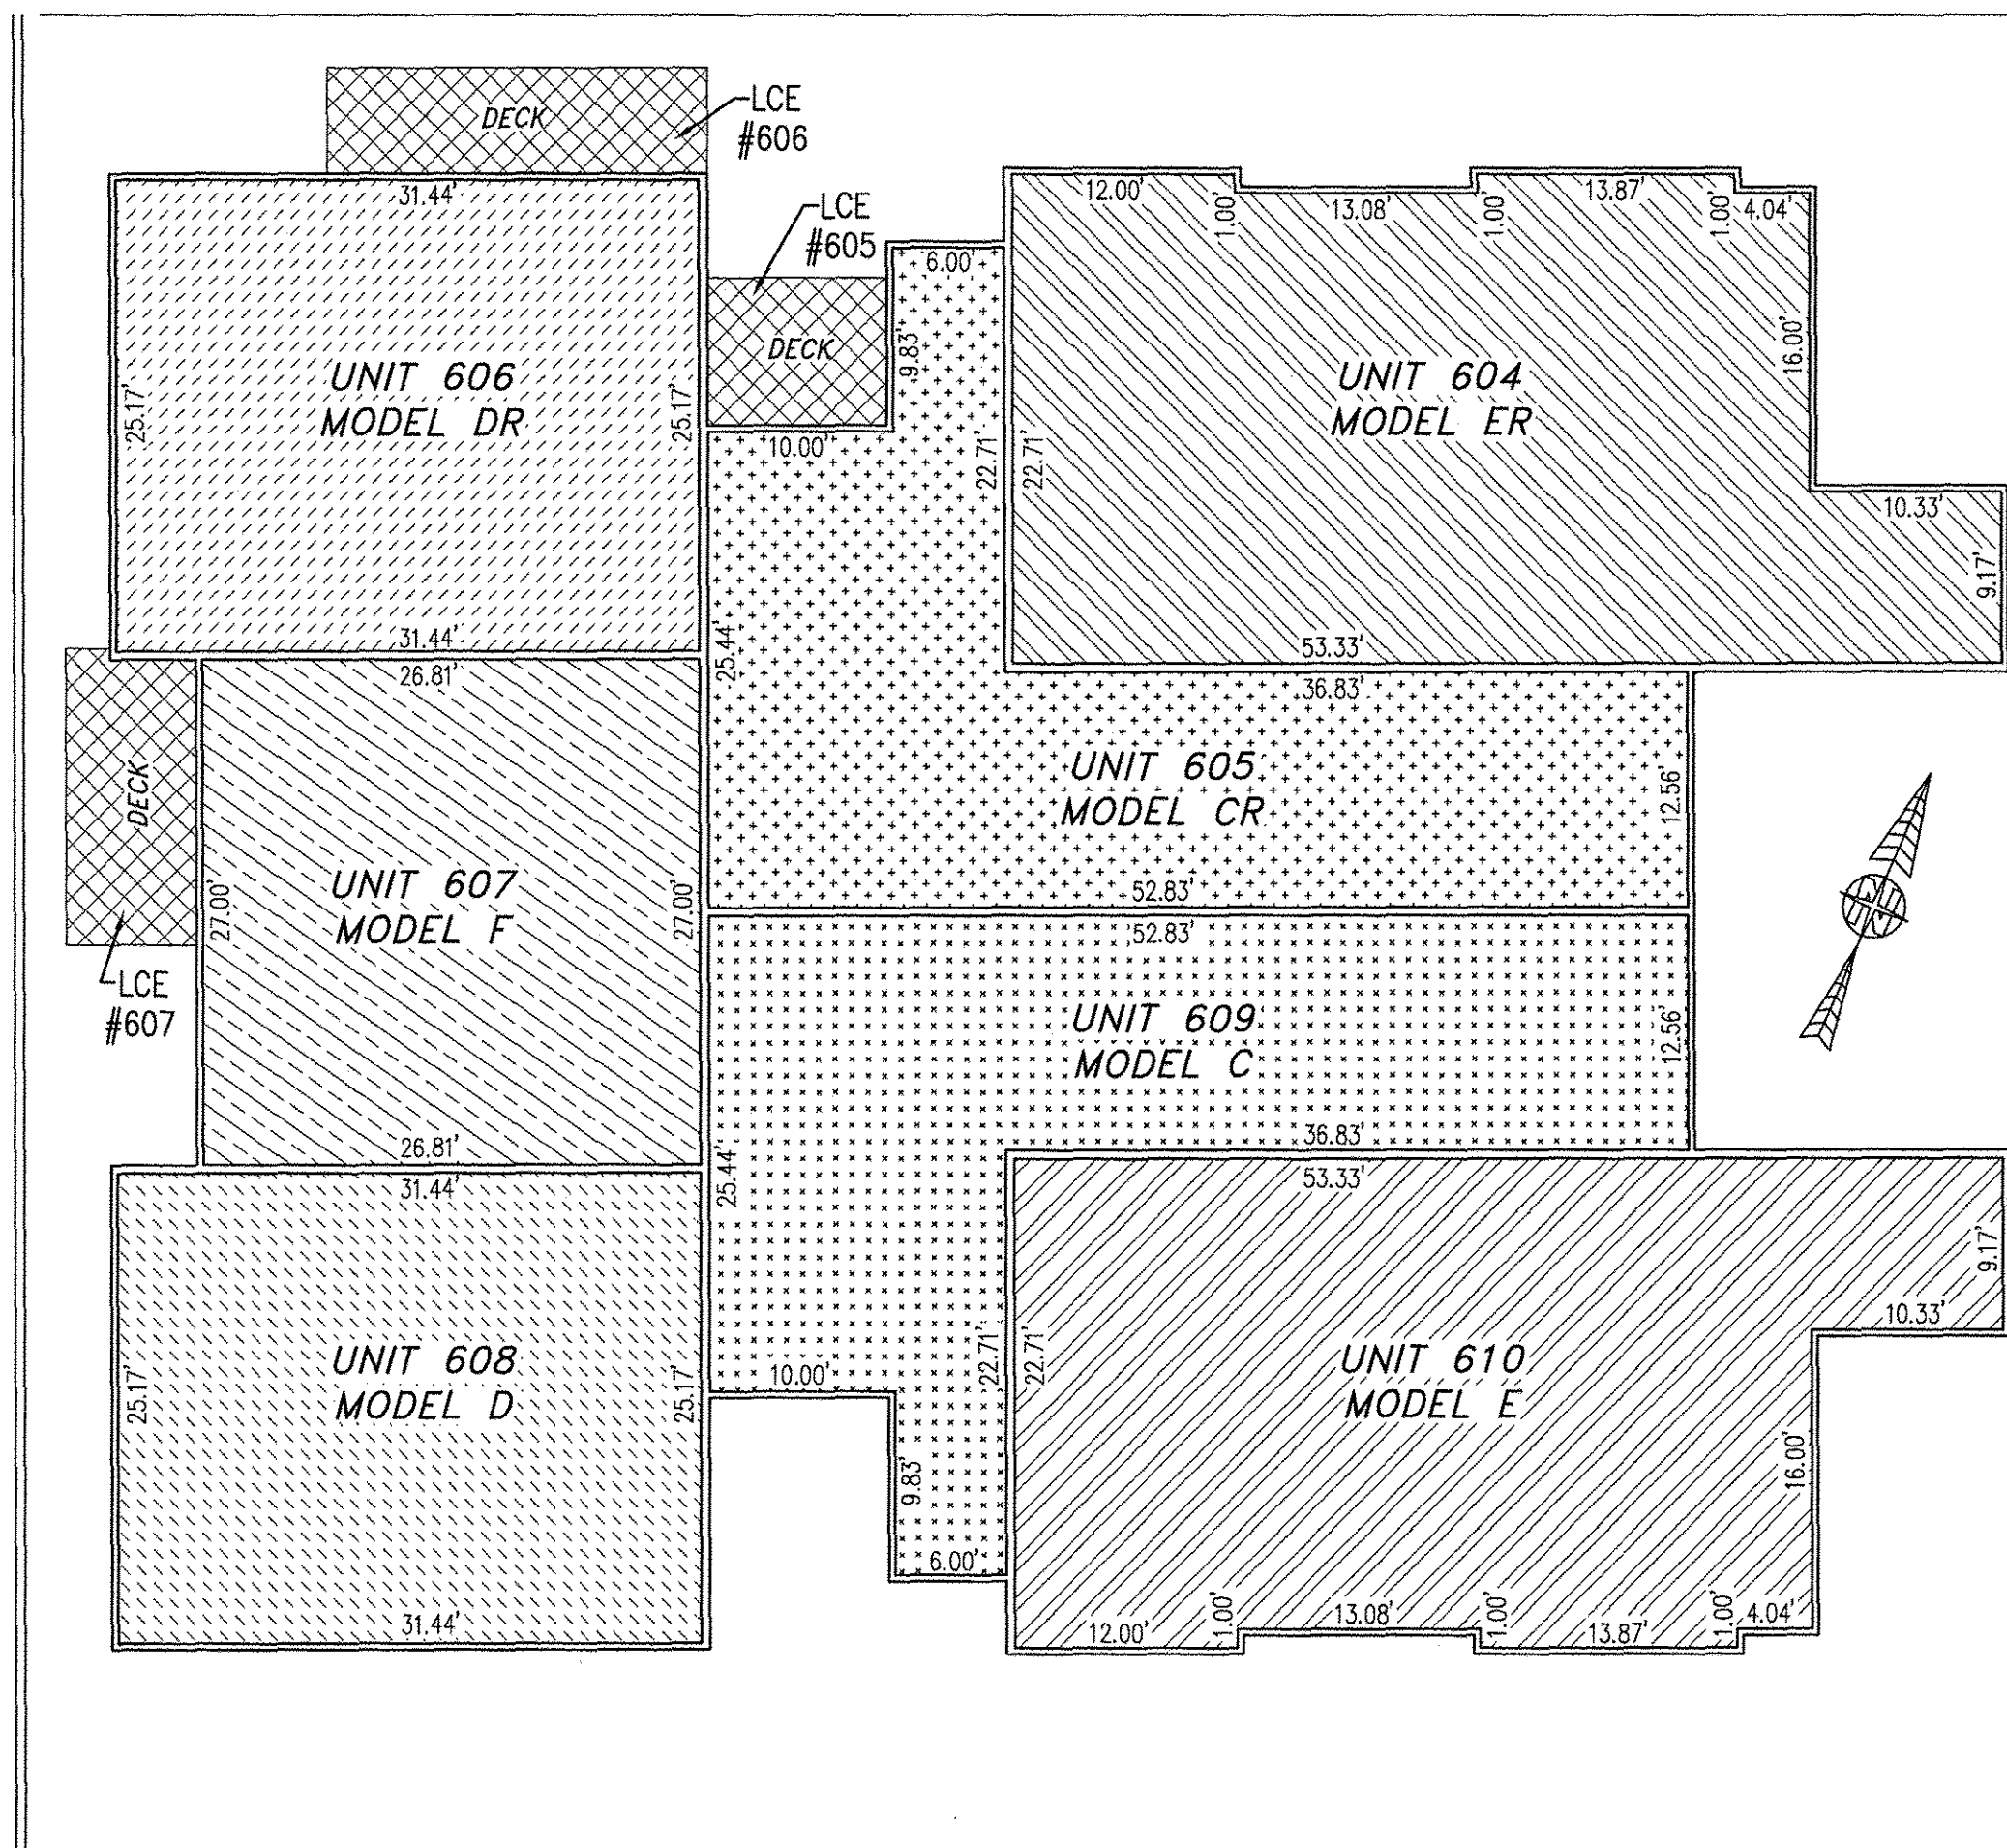 DECK
LCE
#606
31.44'
25.17'
25.17'
UNIT 606
MODEL DR
31.44'
LCE
#605
DECK
6.00'
9.83'
10.00'
22.71'
25.44'
36.83'
UNIT 605
MODEL CR
12.56'
52.83'
12.00'
1.00'
13.08'
1.00'
13.87'
1.00'
4.04'
16.00'
UNIT 604
MODEL ER
22.71'
10.33'
9.17'
53.33'
DECK
LCE
#607
26.81'
27.00'
27.00'
UNIT 607
MODEL F
26.81'
N
52.83'
UNIT 609
MODEL C
12.56'
36.83'
25.44'
22.71'
10.00'
9.83'
6.00'
31.44'
25.17'
25.17'
UNIT 608
MODEL D
31.44'
53.33'
9.17'
10.33'
22.71'
UNIT 610
MODEL E
16.00'
12.00'
1.00'
13.08'
1.00'
13.87'
1.00'
4.04'